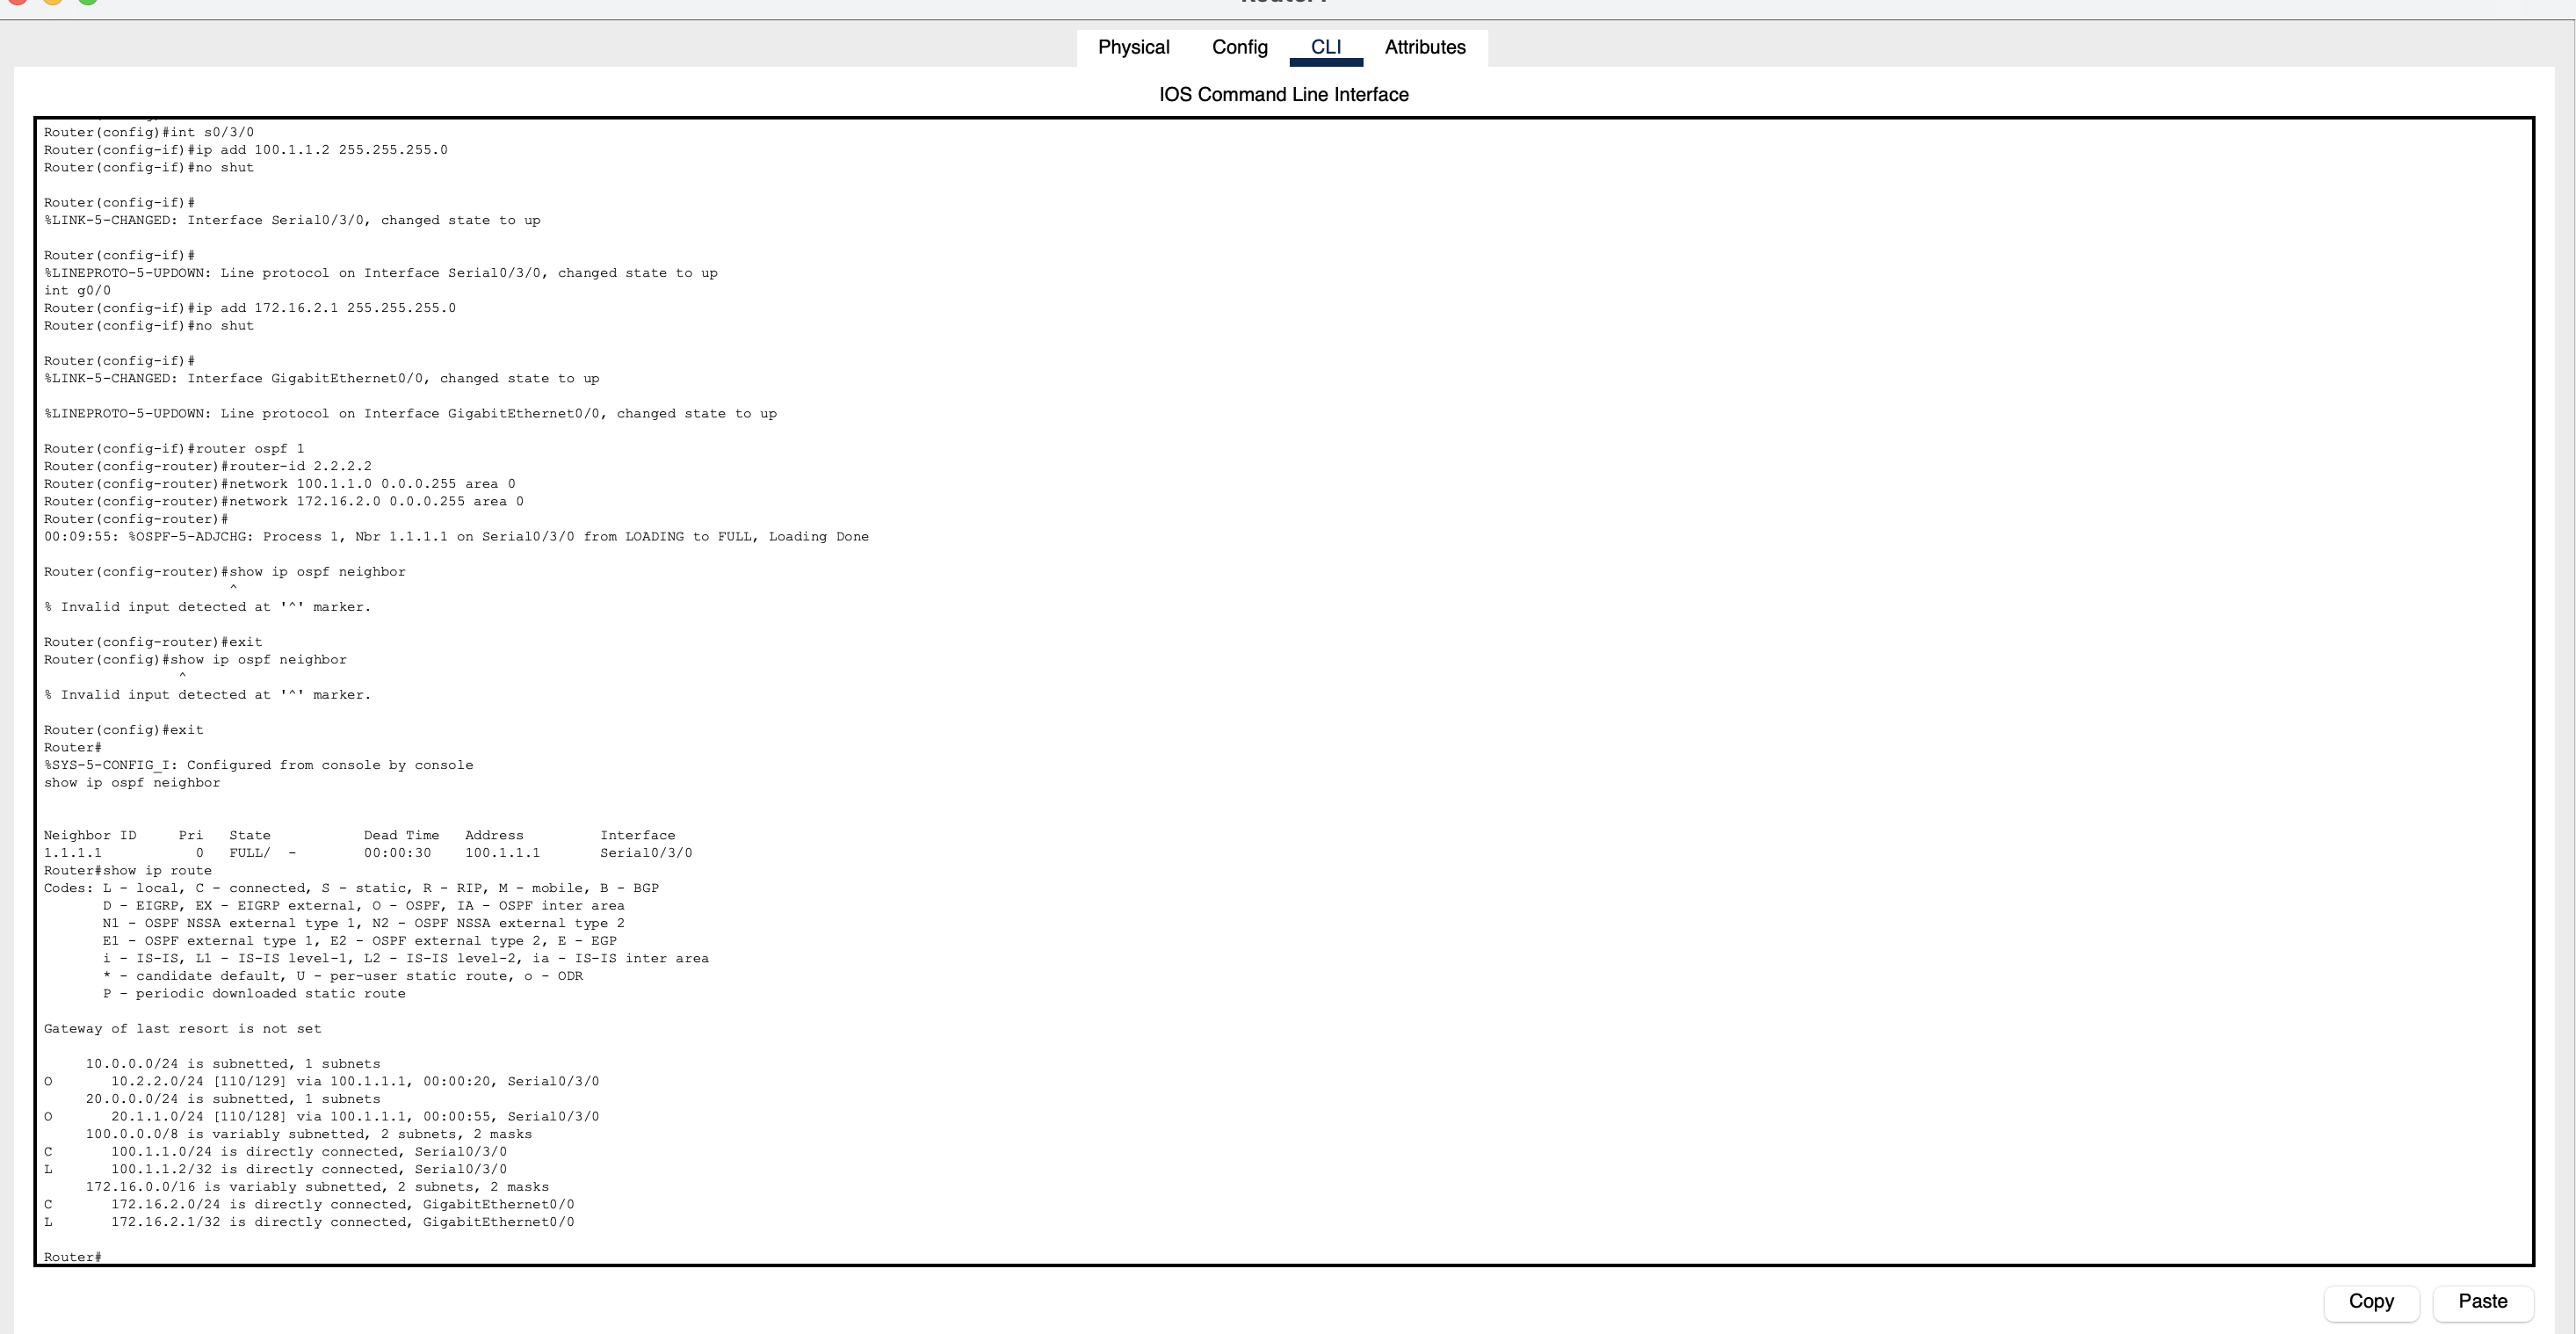 Physical Config CLI Attributes
IOS Command Line Interface
Router(config)#int s0/3/0
Router(config-if)#ip add 100.1.1.2 255.255.255.0
Router(config-if)#no shut
Router(config-if)#
%LINK-5-CHANGED: Interface Serial0/3/0, changed state to up
Router(config-if)#
%LINEPROTO-5-UPDOWN: Line protocol on Interface Serial0/3/0, changed state to up
int g0/0
Router(config-if)#ip add 172.16.2.1 255.255.255.0
Router(config-if)#no shut
Router(config-if)#
%LINK-5-CHANGED: Interface GigabitEthernet0/0, changed state to up
%LINEPROTO-5-UPDOWN: Line protocol on Interface GigabitEthernet0/0, changed state to up
Router(config-if)#router ospf 1
Router(config-router)#router-id 2.2.2.2
Router(config-router)#network 100.1.1.0 0.0.0.255 area 0
Router(config-router)#network 172.16.2.0 0.0.0.255 area 0
Router(config-router)#
00:09:55: %OSPF-5-ADJCHG: Process 1, Nbr 1.1.1.1 on Serial0/3/0 from LOADING to FULL, Loading Done
Router(config-router)#show ip ospf neighbor
^
% Invalid input detected at '^' marker.
Router(config-router)#exit
Router(config)#show ip ospf neighbor
^
% Invalid input detected at '^' marker.
Router(config)#exit
Router#
%SYS-5-CONFIG_I: Configured from console by console
show ip ospf neighbor
Neighbor ID     Pri   State           Dead Time   Address         Interface
1.1.1.1           0   FULL/  -        00:00:30    100.1.1.1       Serial0/3/0
Router#show ip route
Codes: L - local, C - connected, S - static, R - RIP, M - mobile, B - BGP
D - EIGRP, EX - EIGRP external, O - OSPF, IA - OSPF inter area
N1 - OSPF NSSA external type 1, N2 - OSPF NSSA external type 2
E1 - OSPF external type 1, E2 - OSPF external type 2, E - EGP
i - IS-IS, L1 - IS-IS level-1, L2 - IS-IS level-2, ia - IS-IS inter area
* - candidate default, U - per-user static route, o - ODR
P - periodic downloaded static route
Gateway of last resort is not set
10.0.0.0/24 is subnetted, 1 subnets
O       10.2.2.0/24 [110/129] via 100.1.1.1, 00:00:20, Serial0/3/0
20.0.0.0/24 is subnetted, 1 subnets
O       20.1.1.0/24 [110/128] via 100.1.1.1, 00:00:55, Serial0/3/0
100.0.0.0/8 is variably subnetted, 2 subnets, 2 masks
C       100.1.1.0/24 is directly connected, Serial0/3/0
L       100.1.1.2/32 is directly connected, Serial0/3/0
172.16.0.0/16 is variably subnetted, 2 subnets, 2 masks
C       172.16.2.0/24 is directly connected, GigabitEthernet0/0
L       172.16.2.1/32 is directly connected, GigabitEthernet0/0
Router#
Copy Paste